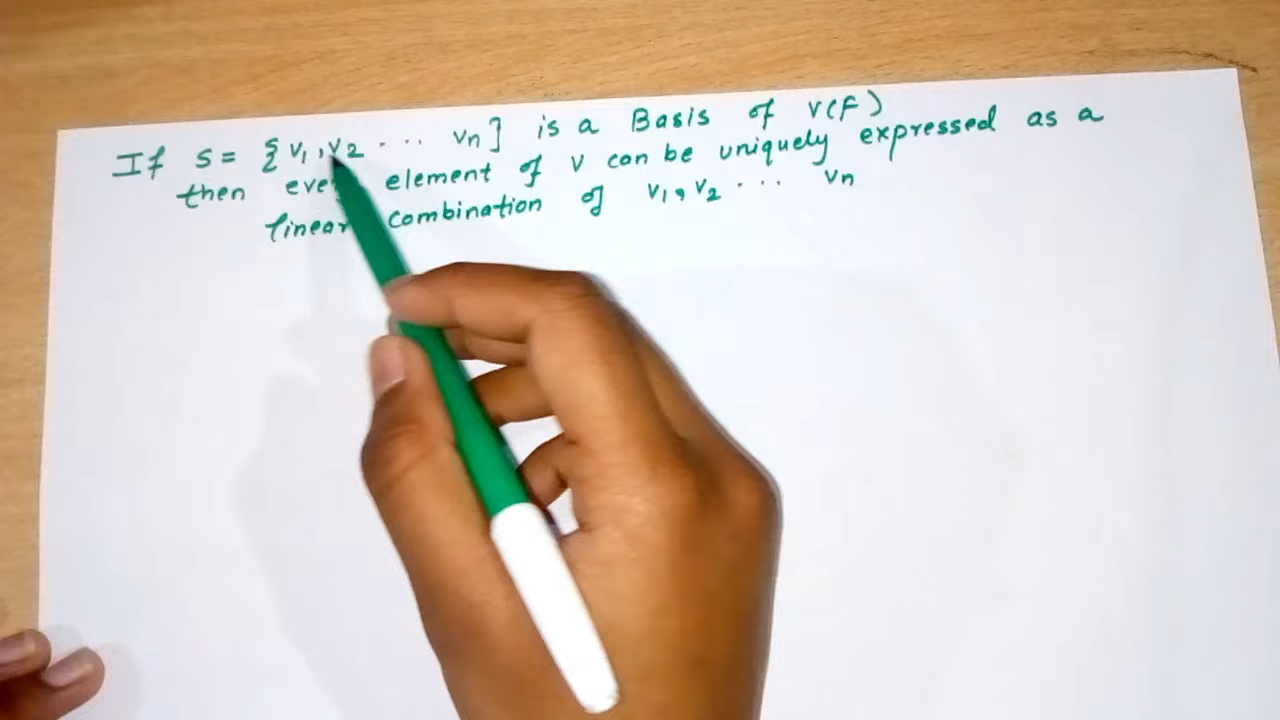 If S = {v1, v2 ... vn] is a Basis of V(F)
then every element of V can be uniquely expressed as a
linear combination of v1, v2 ... vn